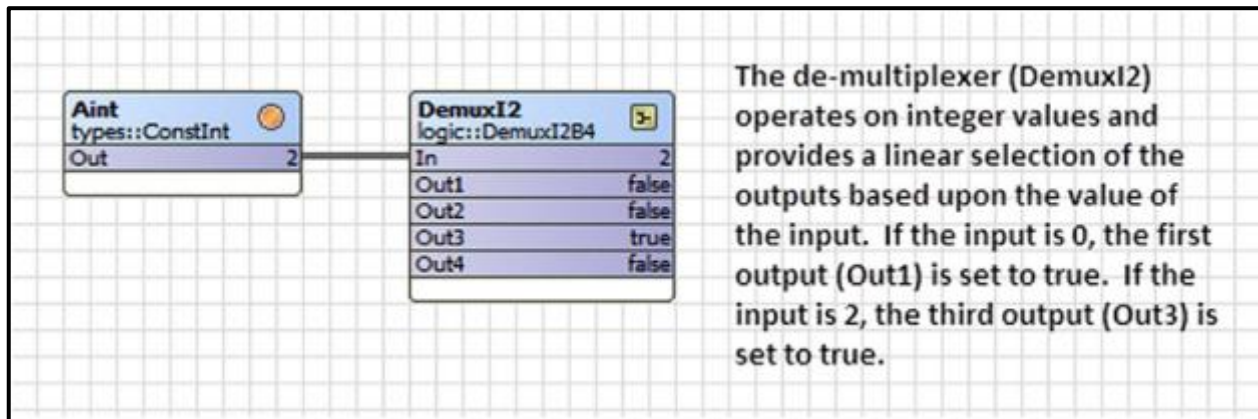 Aint
types::ConstInt
Out 2
DemuxI2
logic::DemuxI2B4
In 2
Out1 false
Out2 false
Out3 true
Out4 false
The de-multiplexer (DemuxI2)
operates on integer values and
provides a linear selection of the
outputs based upon the value of
the input. If the input is 0, the first
output (Out1) is set to true. If the
input is 2, the third output (Out3) is
set to true.